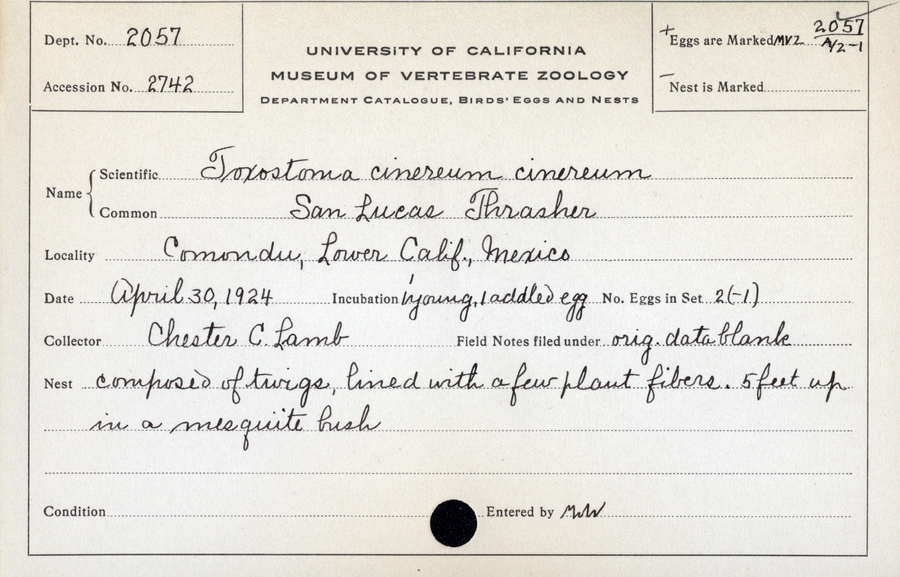 Dept. No. 2057
Accession No. 2742
UNIVERSITY OF CALIFORNIA
MUSEUM OF VERTEBRATE ZOOLOGY
DEPARTMENT CATALOGUE, BIRDS' EGGS AND NESTS
+ Eggs are Marked MVZ 2057
A/2-1
— Nest is Marked
Name { Scientific Toxostoma cinereum cinereum
Common San Lucas Thrasher
Locality Comondu, Lower Calif., Mexico
Date April 30, 1924 Incubation 1 young, 1 addled egg No. Eggs in Set 2(-1)
Collector Chester C. Lamb Field Notes filed under orig. data blank
Nest composed of twigs, lined with a few plant fibers. 5 feet up
in a mesquite bush
Condition Entered by